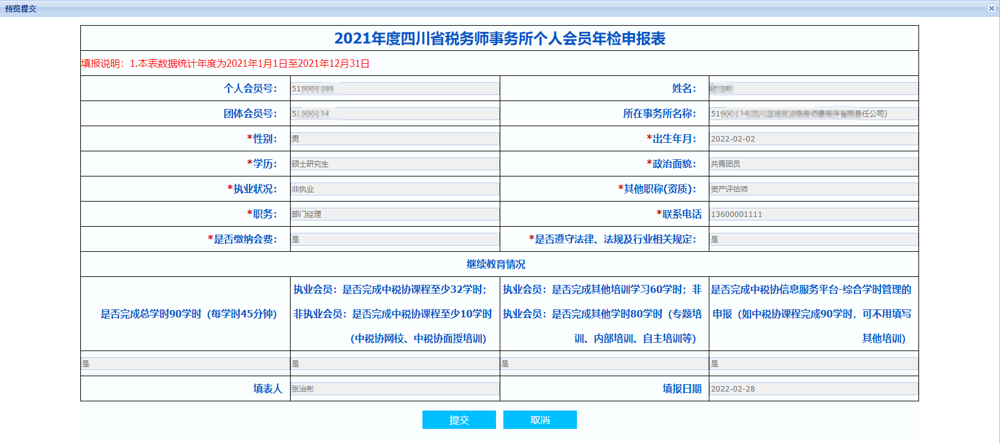 预览提交
2021年度四川省税务师事务所个人会员年检申报表
填报说明：1.本表数据统计年度为2021年1月1日至2021年12月31日
个人会员号： 51 姓名：
团体会员号： 5 所在事务所名称： 51 任公司)
*性别： 男 *出生年月： 2022-02-02
*学历： 硕士研究生 *政治面貌： 共青团员
*执业状况： 非执业 *其他职称(资质)： 资产评估师
*职务： 部门经理 *联系电话 13600001111
*是否缴纳会费： 是 *是否遵守法律、法规及行业相关规定： 是
继续教育情况
是否完成总学时90学时（每学时45分钟）
执业会员：是否完成中税协课程至少32学时；
非执业会员：是否完成中税协课程至少10学时
（中税协网校、中税协面授培训）
执业会员：是否完成其他培训学习60学时；非
执业会员：是否完成其他学时80学时（专题培
训、内部培训、自主培训等）
是否完成中税协信息服务平台-综合学时管理的
申报（如中税协课程完成90学时，可不用填写
其他培训）
是 是 是 是
填表人 张治彬 填报日期 2022-02-28
提交 取消